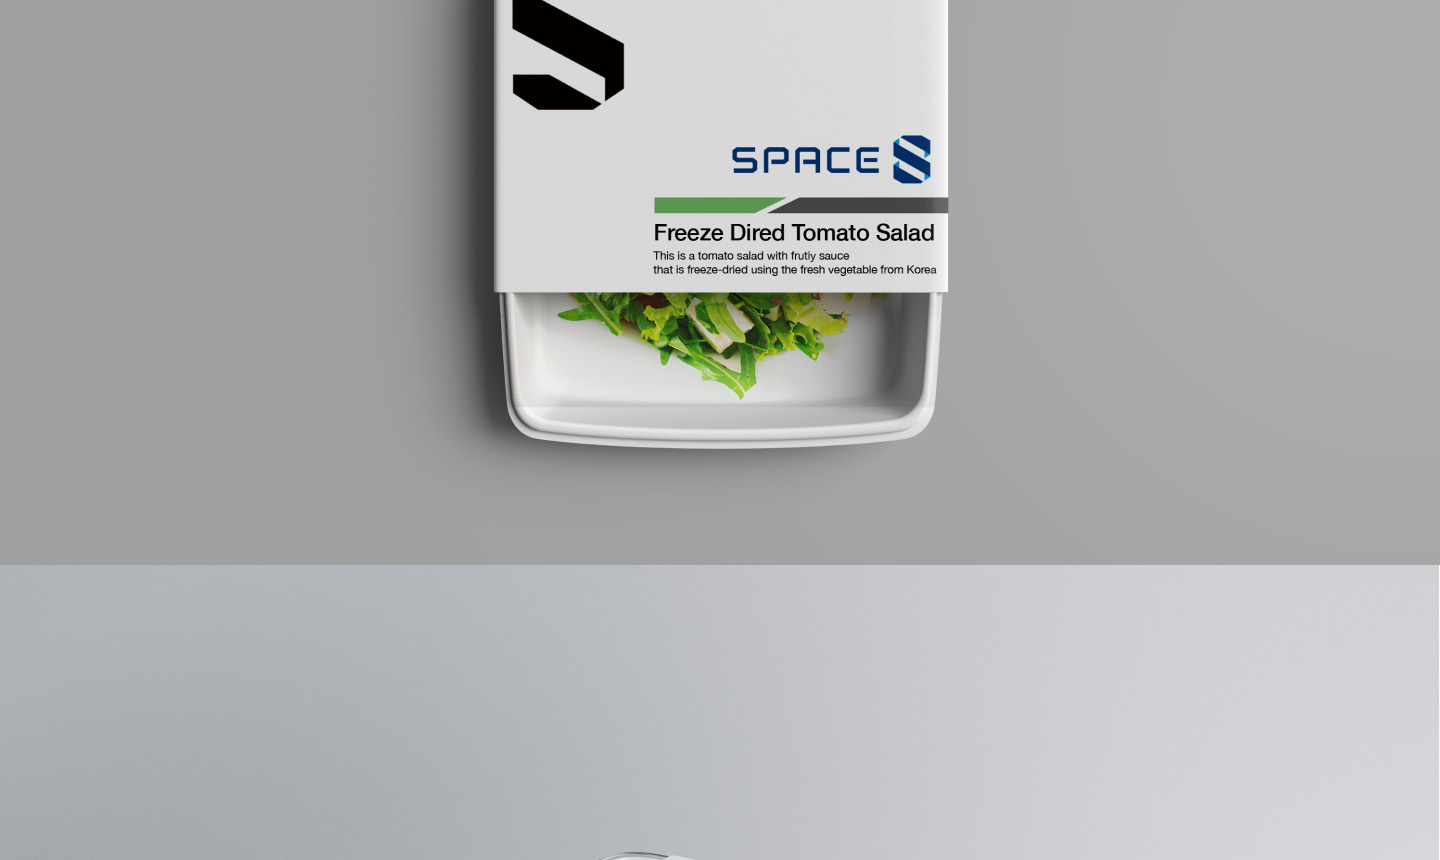 SPACE S
Freeze Dired Tomato Salad
This is a tomato salad with frutiy sauce
that is freeze-dried using the fresh vegetable from Korea